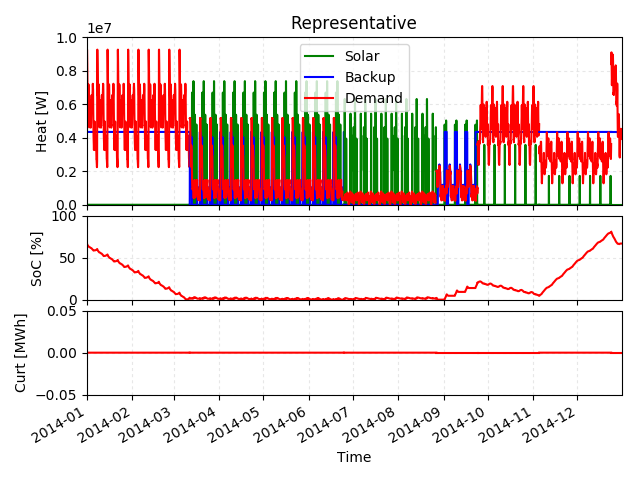 Representative
1e7
1.0
0.8
0.6
0.4
0.2
0.0
Heat [W]
Solar
Backup
Demand
100
50
0
SoC [%]
0.05
0.00
−0.05
Curt [MWh]
2014-01
2014-02
2014-03
2014-04
2014-05
2014-06
2014-07
2014-08
2014-09
2014-10
2014-11
2014-12
Time